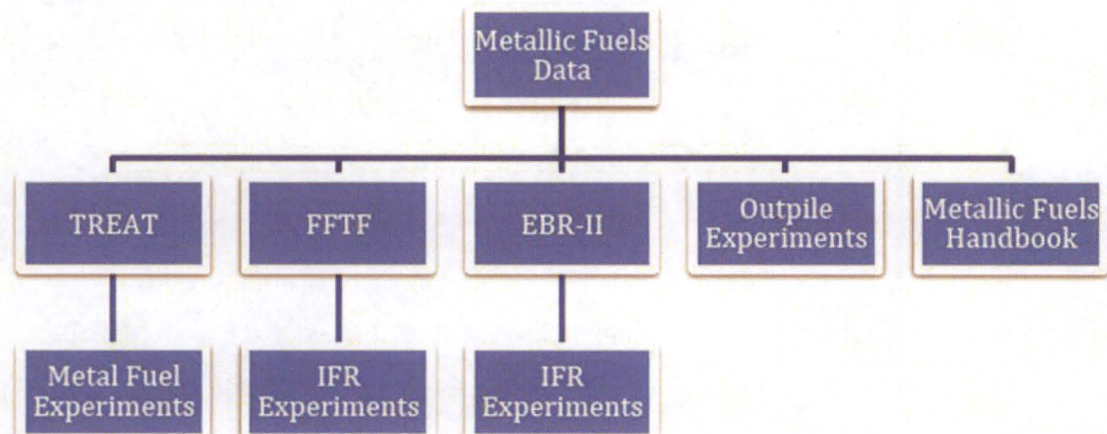 Metallic Fuels
Data
TREAT
FFTF
EBR-II
Outpile
Experiments
Metallic Fuels
Handbook
Metal Fuel
Experiments
IFR
Experiments
IFR
Experiments